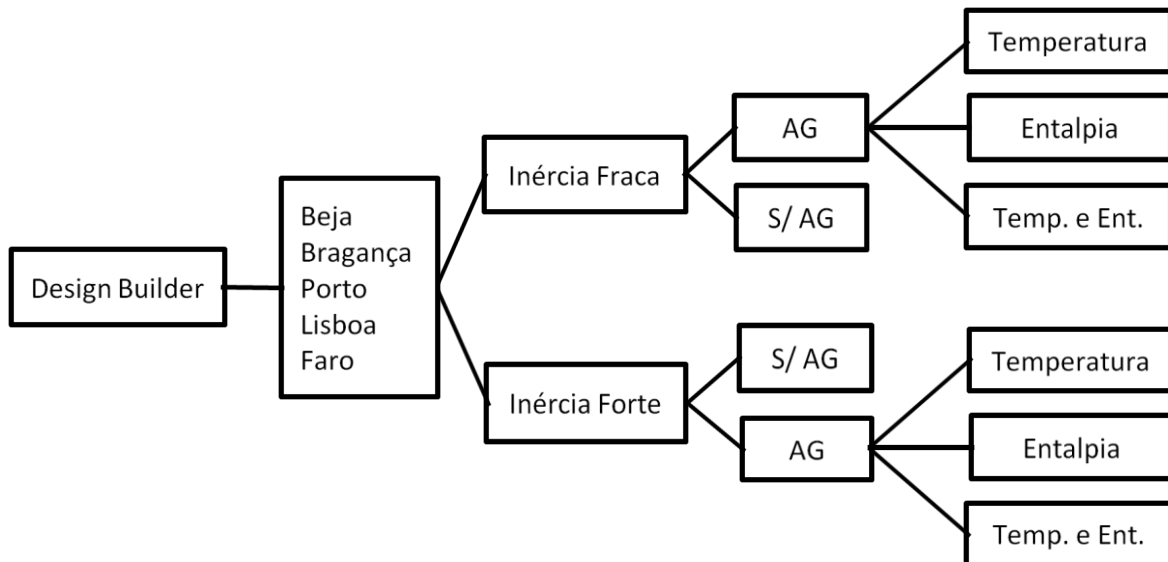 Design Builder
Beja
Bragança
Porto
Lisboa
Faro
Inércia Fraca
AG
S/ AG
Temperatura
Entalpia
Temp. e Ent.
Inércia Forte
S/ AG
AG
Temperatura
Entalpia
Temp. e Ent.